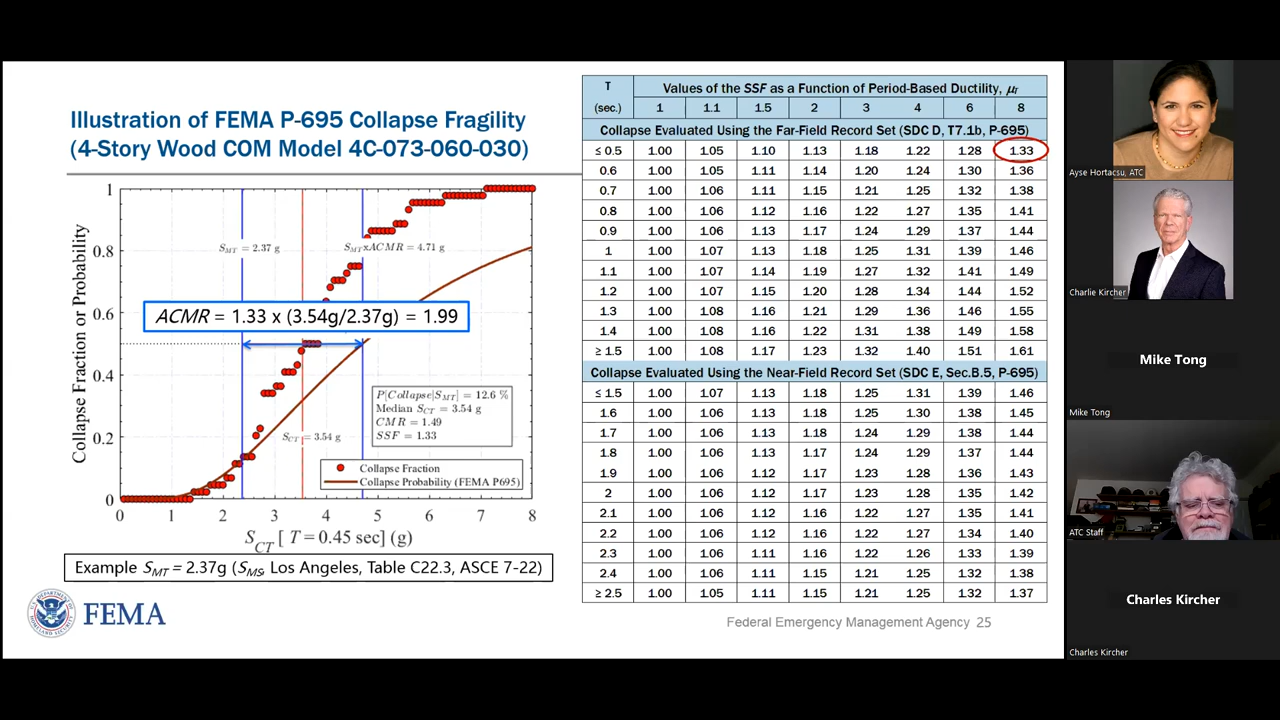 Illustration of FEMA P-695 Collapse Fragility
(4-Story Wood COM Model 4C-073-060-030)
Collapse Fraction or Probability
1
0.8
0.6
0.4
0.2
0
S_MT = 2.37 g
S_MTxACMR = 4.71 g
ACMR = 1.33 x (3.54g/2.37g) = 1.99
P[Collapse|S_MT] = 12.6 %
Median S_CT = 3.54 g
CMR = 1.49
SSF = 1.33
S_CT = 3.54 g
Collapse Fraction
Collapse Probability (FEMA P695)
0 1 2 3 4 5 6 7 8
S_CT [ T = 0.45 sec] (g)
Example S_MT = 2.37g (S_MS, Los Angeles, Table C22.3, ASCE 7-22)
U.S. DEPARTMENT OF HOMELAND SECURITY
FEMA
T (sec.) Values of the SSF as a Function of Period-Based Ductility, μ_T
1 1.1 1.5 2 3 4 6 8
Collapse Evaluated Using the Far-Field Record Set (SDC D, T7.1b, P-695)
≤ 0.5 1.00 1.05 1.10 1.13 1.18 1.22 1.28 1.33
0.6 1.00 1.05 1.11 1.14 1.20 1.24 1.30 1.36
0.7 1.00 1.06 1.11 1.15 1.21 1.25 1.32 1.38
0.8 1.00 1.06 1.12 1.16 1.22 1.27 1.35 1.41
0.9 1.00 1.06 1.13 1.17 1.24 1.29 1.37 1.44
1 1.00 1.07 1.13 1.18 1.25 1.31 1.39 1.46
1.1 1.00 1.07 1.14 1.19 1.27 1.32 1.41 1.49
1.2 1.00 1.07 1.15 1.20 1.28 1.34 1.44 1.52
1.3 1.00 1.08 1.16 1.21 1.29 1.36 1.46 1.55
1.4 1.00 1.08 1.16 1.22 1.31 1.38 1.49 1.58
≥ 1.5 1.00 1.08 1.17 1.23 1.32 1.40 1.51 1.61
Collapse Evaluated Using the Near-Field Record Set (SDC E, Sec.B.5, P-695)
≤ 1.5 1.00 1.07 1.13 1.18 1.25 1.31 1.39 1.46
1.6 1.00 1.06 1.13 1.18 1.25 1.30 1.38 1.45
1.7 1.00 1.06 1.13 1.18 1.24 1.29 1.38 1.44
1.8 1.00 1.06 1.13 1.17 1.24 1.29 1.37 1.44
1.9 1.00 1.06 1.12 1.17 1.23 1.28 1.36 1.43
2 1.00 1.06 1.12 1.17 1.23 1.28 1.35 1.42
2.1 1.00 1.06 1.12 1.16 1.22 1.27 1.35 1.41
2.2 1.00 1.06 1.12 1.16 1.22 1.27 1.34 1.40
2.3 1.00 1.06 1.11 1.16 1.22 1.26 1.33 1.39
2.4 1.00 1.06 1.11 1.15 1.21 1.25 1.32 1.38
≥ 2.5 1.00 1.05 1.11 1.15 1.21 1.25 1.32 1.37
Federal Emergency Management Agency 25
Ayse Hortacsu, ATC
Charlie Kircher
Mike Tong
Mike Tong
ATC Staff
Charles Kircher
Charles Kircher